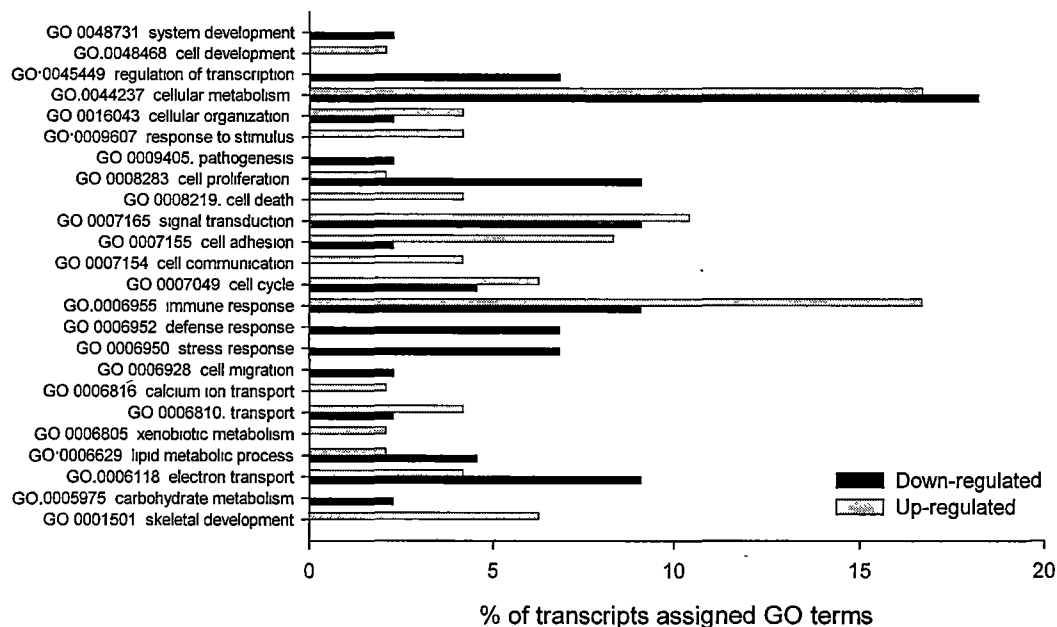 GO 0048731 system development
GO.0048468 cell development
GO·0045449 regulation of transcription
GO.0044237 cellular metabolism
GO 0016043 cellular organization
GO·0009607 response to stimulus
GO 0009405. pathogenesis
GO 0008283 cell proliferation
GO 0008219. cell death
GO 0007165 signal transduction
GO 0007155 cell adhesion
GO 0007154 cell communication
GO 0007049 cell cycle
GO.0006955 immune response
GO 0006952 defense response
GO 0006950 stress response
GO 0006928 cell migration
GO 0006816 calcium ion transport
GO 0006810. transport
GO 0006805 xenobiotic metabolism
GO·0006629 lipid metabolic process
GO.0006118 electron transport
GO.0005975 carbohydrate metabolism
GO 0001501 skeletal development
Down-regulated
Up-regulated
0 5 10 15 20
% of transcripts assigned GO terms